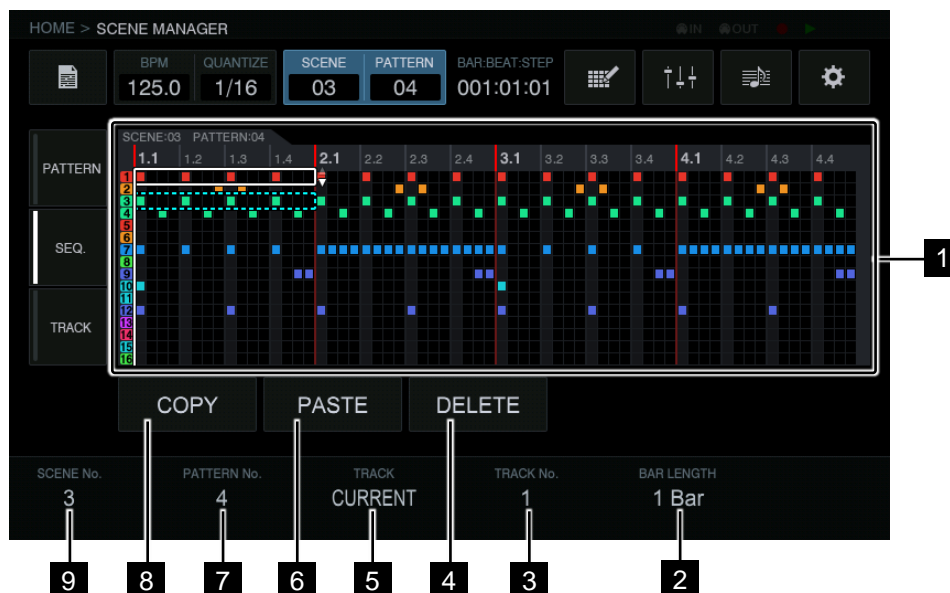 HOME > SCENE MANAGER
IN OUT
BPM QUANTIZE SCENE PATTERN BAR:BEAT:STEP
125.0 1/16 03 04 001:01:01
SCENE:03 PATTERN:04
1.1 1.2 1.3 1.4 2.1 2.2 2.3 2.4 3.1 3.2 3.3 3.4 4.1 4.2 4.3 4.4
PATTERN
SEQ.
TRACK
1
2
3
4
5
6
7
8
9
10
11
12
13
14
15
16
1
COPY PASTE DELETE
SCENE No. PATTERN No. TRACK TRACK No. BAR LENGTH
3 4 CURRENT 1 1 Bar
9 8 7 6 5 4 3 2